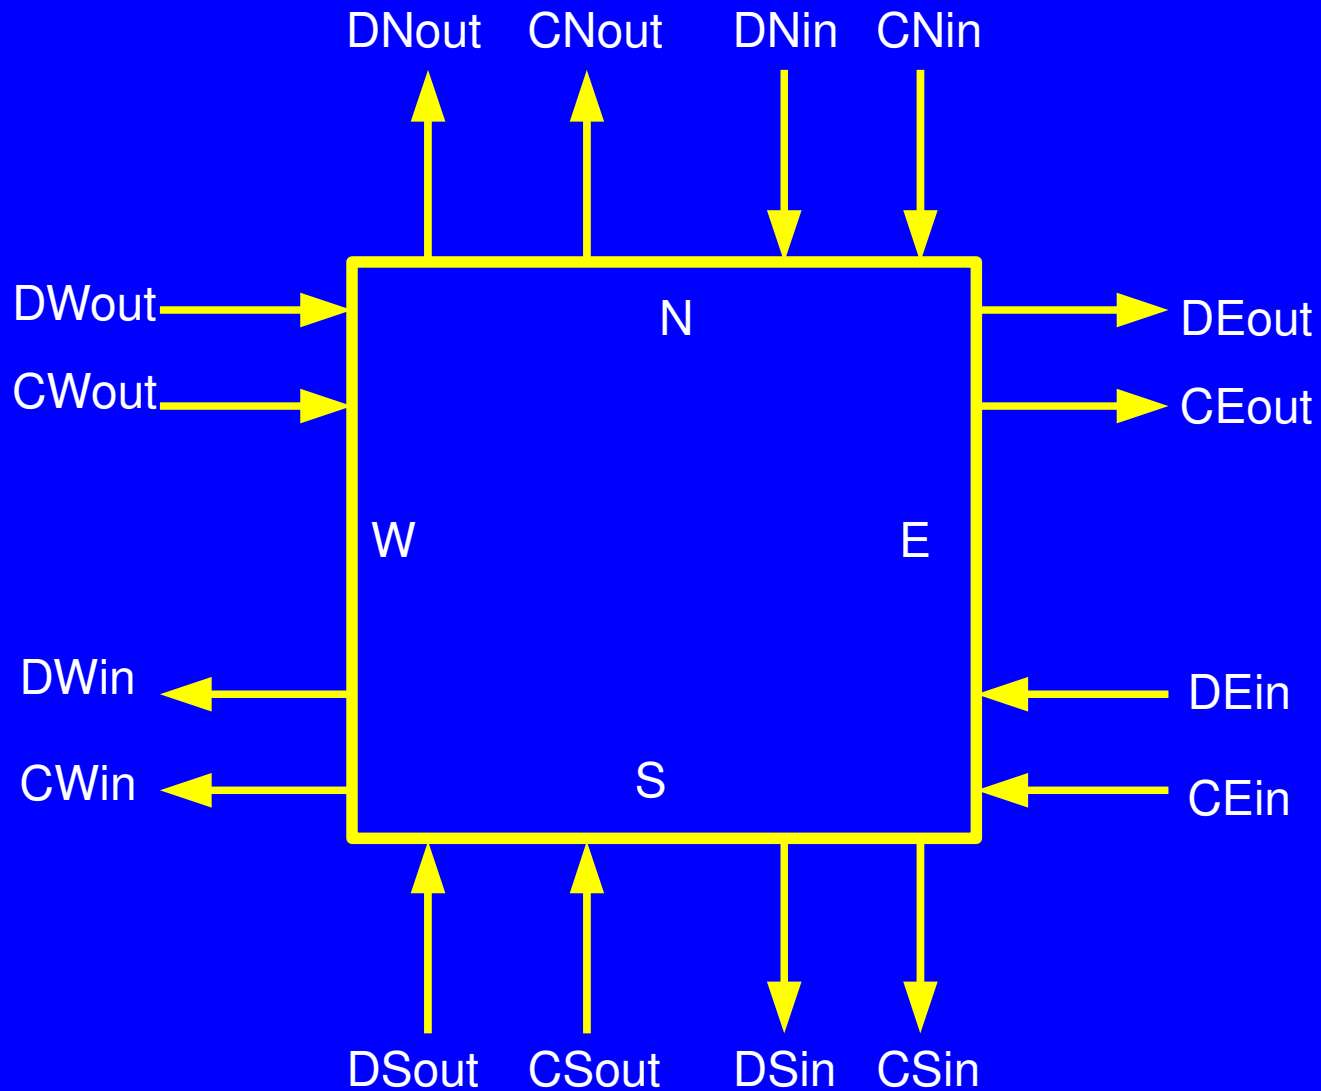 DNout CNout DNin CNin
DWout
N
DEout
CWout
CEout
W
E
DWin
DEin
CWin
S
CEin
DSout CSout DSin CSin